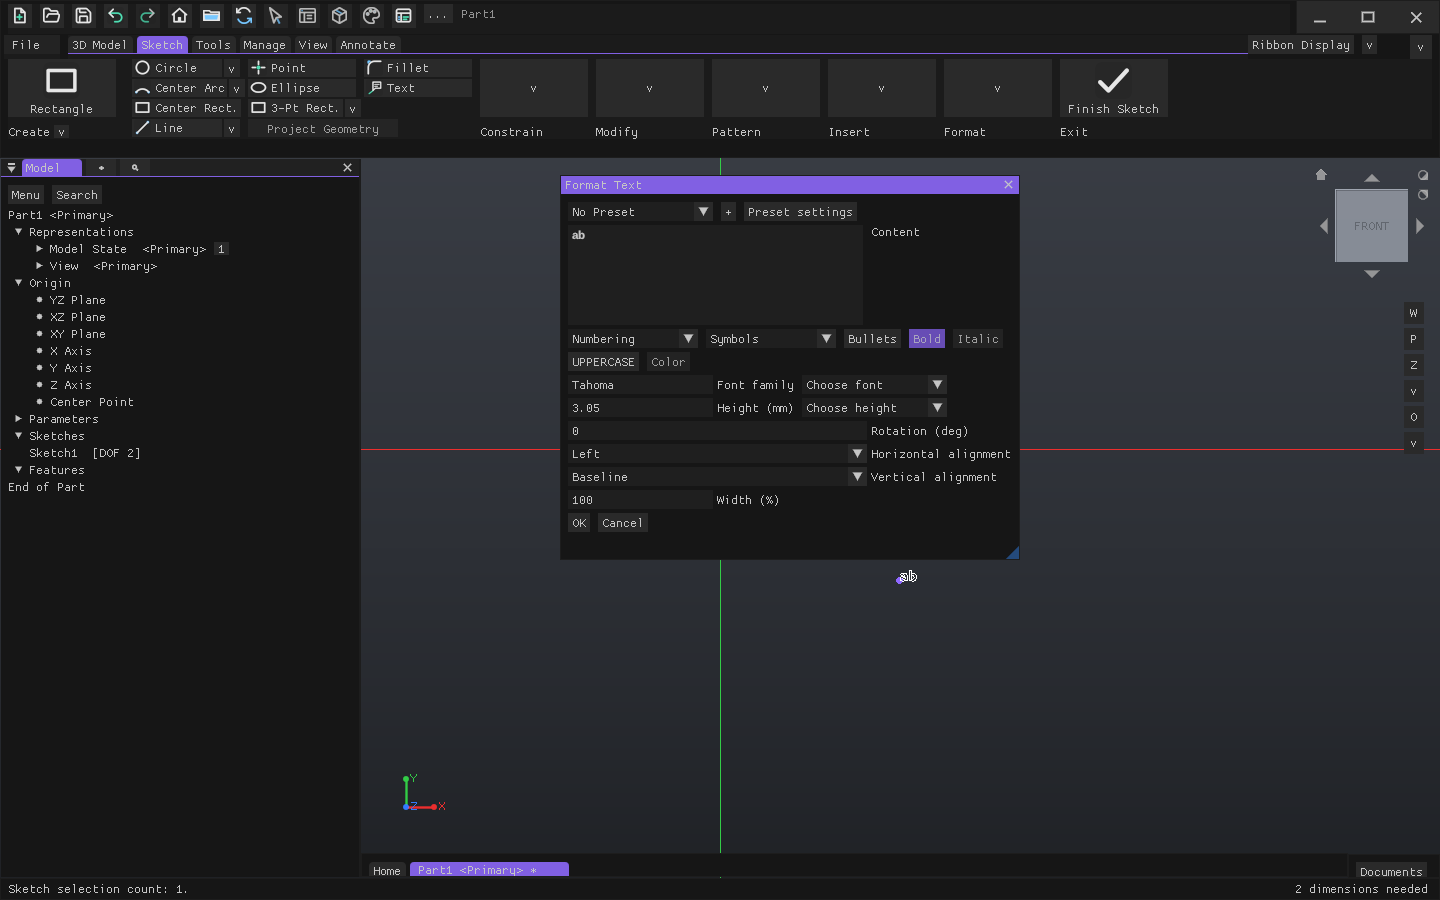 ... Part1
File 3D Model Sketch Tools Manage View Annotate Ribbon Display v v
Rectangle
Create v
Circle v
Center Arc v
Center Rect.
Line v
Point
Ellipse
3-Pt Rect. v
Project Geometry
Fillet
Text
v
Constrain
v
Modify
v
Pattern
v
Insert
v
Format
Finish Sketch
Exit
Model
Menu Search
Part1 <Primary>
Representations
Model State <Primary> 1
View <Primary>
Origin
YZ Plane
XZ Plane
XY Plane
X Axis
Y Axis
Z Axis
Center Point
Parameters
Sketches
Sketch1 [DOF 2]
Features
End of Part
Format Text
No Preset + Preset settings
ab Content
Numbering Symbols Bullets Bold Italic
UPPERCASE Color
Tahoma Font family Choose font
3.05 Height (mm) Choose height
0 Rotation (deg)
Left Horizontal alignment
Baseline Vertical alignment
100 Width (%)
OK Cancel
ab
FRONT
W
P
Z
v
O
v
Y
Z X
Home Part1 <Primary> * Documents
Sketch selection count: 1. 2 dimensions needed